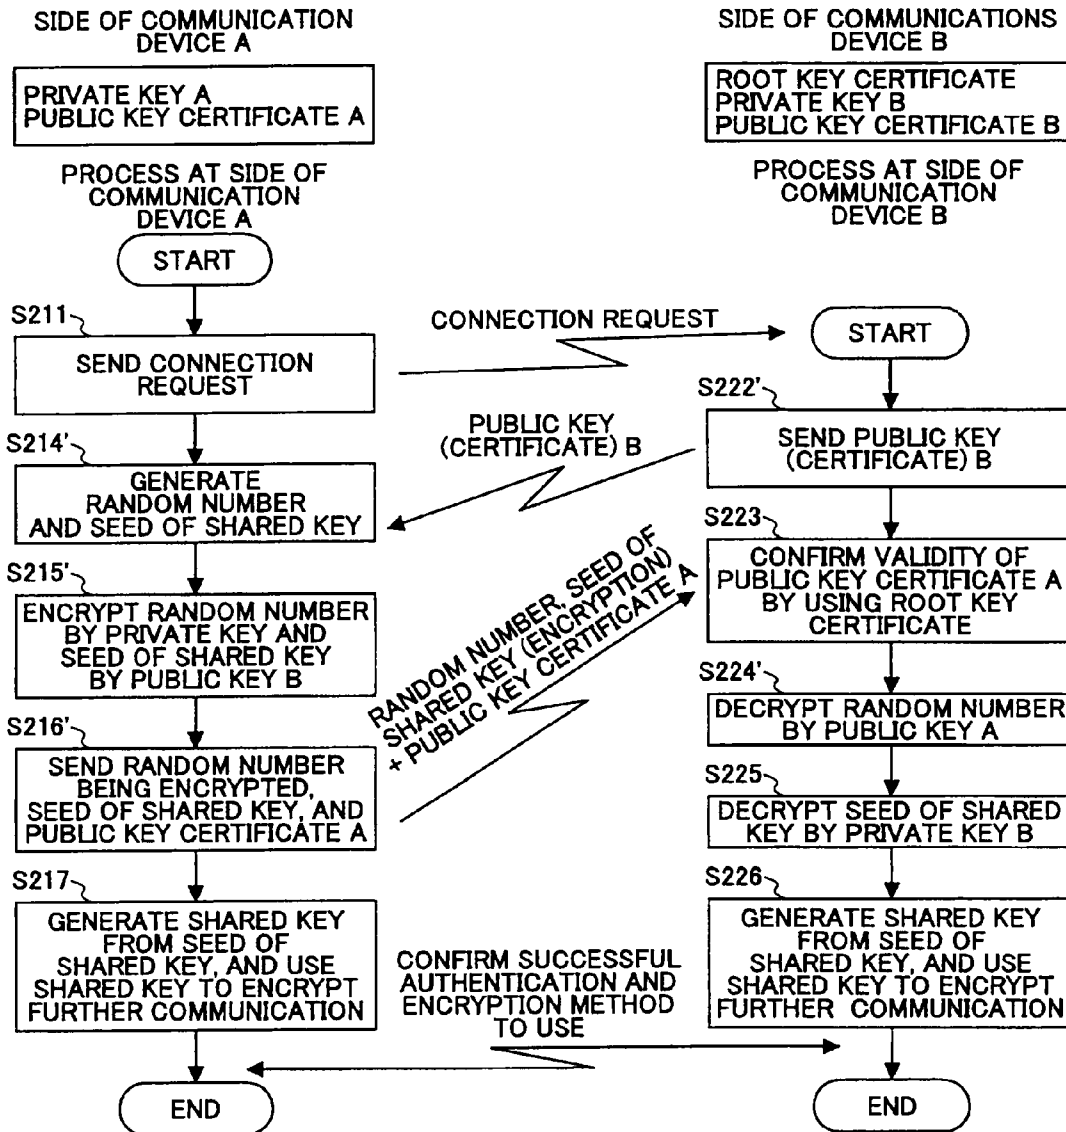 SIDE OF COMMUNICATION
DEVICE A
PRIVATE KEY A
PUBLIC KEY CERTIFICATE A
PROCESS AT SIDE OF
COMMUNICATION
DEVICE A
START
S211
SEND CONNECTION
REQUEST
S214'
GENERATE
RANDOM NUMBER
AND SEED OF SHARED KEY
S215'
ENCRYPT RANDOM NUMBER
BY PRIVATE KEY AND
SEED OF SHARED KEY
BY PUBLIC KEY B
S216'
SEND RANDOM NUMBER
BEING ENCRYPTED,
SEED OF SHARED KEY, AND
PUBLIC KEY CERTIFICATE A
S217
GENERATE SHARED KEY
FROM SEED OF
SHARED KEY, AND USE
SHARED KEY TO ENCRYPT
FURTHER COMMUNICATION
END
CONNECTION REQUEST
PUBLIC KEY
(CERTIFICATE) B
RANDOM NUMBER, SEED OF
SHARED KEY (ENCRYPTION)
+ PUBLIC KEY CERTIFICATE A
CONFIRM SUCCESSFUL
AUTHENTICATION AND
ENCRYPTION METHOD
TO USE
SIDE OF COMMUNICATIONS
DEVICE B
ROOT KEY CERTIFICATE
PRIVATE KEY B
PUBLIC KEY CERTIFICATE B
PROCESS AT SIDE OF
COMMUNICATION
DEVICE B
START
S222'
SEND PUBLIC KEY
(CERTIFICATE) B
S223
CONFIRM VALIDITY OF
PUBLIC KEY CERTIFICATE A
BY USING ROOT KEY
CERTIFICATE
S224'
DECRYPT RANDOM NUMBER
BY PUBLIC KEY A
S225
DECRYPT SEED OF SHARED
KEY BY PRIVATE KEY B
S226
GENERATE SHARED KEY
FROM SEED OF
SHARED KEY, AND USE
SHARED KEY TO ENCRYPT
FURTHER COMMUNICATION
END